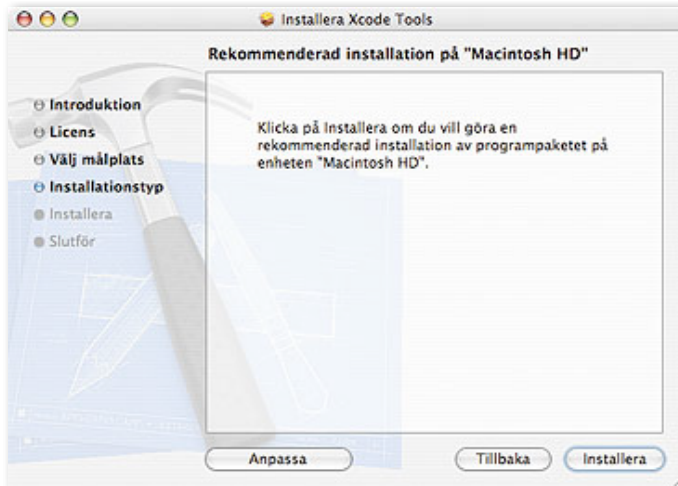 Installera Xcode Tools
Rekommenderad installation på "Macintosh HD"
Introduktion
Licens
Välj målplats
Installationstyp
Installera
Slutför
Klicka på Installera om du vill göra en
rekommenderad installation av programpaketet på
enheten "Macintosh HD".
Anpassa
Tillbaka
Installera